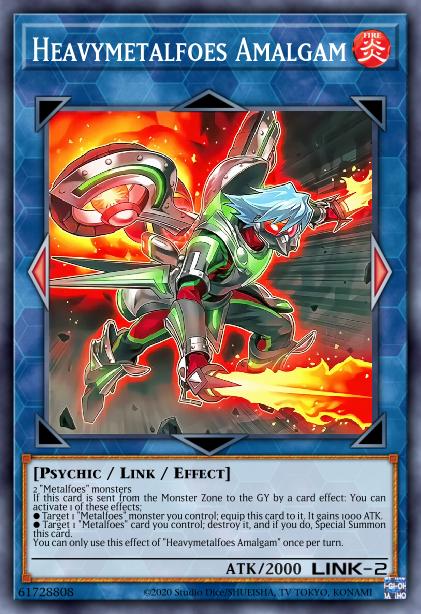 HEAVYMETALFOES AMALGAM
FIRE
炎
[PSYCHIC / LINK / EFFECT]
2 "Metalfoes" monsters
If this card is sent from the Monster Zone to the GY by a card effect: You can
activate 1 of these effects;
● Target 1 "Metalfoes" monster you control; equip this card to it. It gains 1000 ATK.
● Target 1 "Metalfoes" card you control; destroy it, and if you do, Special Summon
this card.
You can only use this effect of "Heavymetalfoes Amalgam" once per turn.
ATK/2000 LINK-2
61728808 ©2020 Studio Dice/SHUEISHA, TV TOKYO, KONAMI